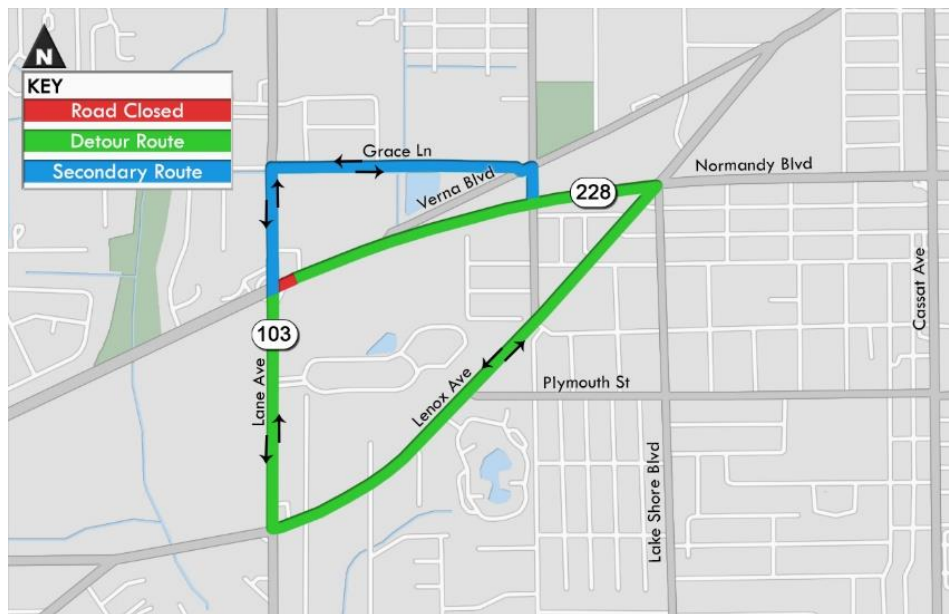 N
KEY
Road Closed
Detour Route
Secondary Route
Grace Ln
Verna Blvd
228
Normandy Blvd
Cassat Ave
103
Lane Ave
Lenox Ave
Plymouth St
Lake Shore Blvd